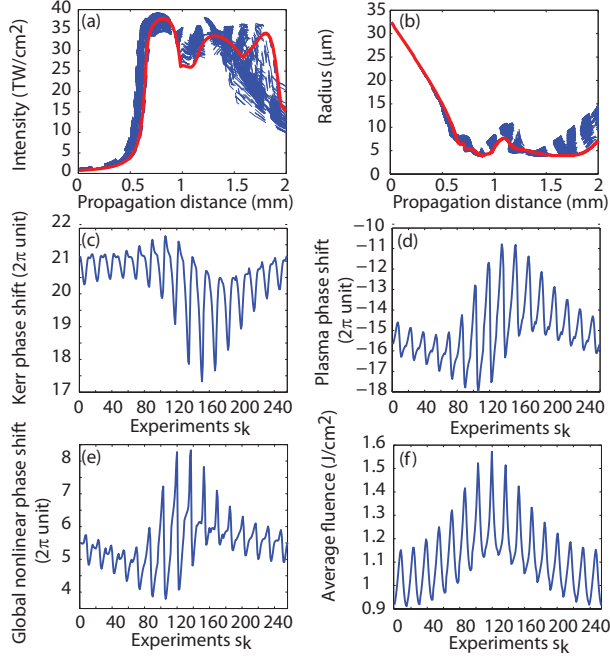 (a)
Intensity (TW/cm²)
40
35
30
25
20
15
10
5
0
0 0.5 1 1.5 2
Propagation distance (mm)
(b)
Radius (μm)
35
30
25
20
15
10
5
0
0 0.5 1 1.5 2
Propagation distance (mm)
(c)
Kerr phase shift (2π unit)
22
21
20
19
18
17
0 40 80 120 160 200 240
Experiments sk
(d)
Plasma phase shift
(2π unit)
−10
−11
−12
−13
−14
−15
−16
−17
−18
0 40 80 120 160 200 240
Experiments sk
(e)
Global nonlinear phase shift
(2π unit)
8
7
6
5
4
0 40 80 120 160 200 240
Experiments sk
(f)
Average fluence (J/cm²)
1.6
1.5
1.4
1.3
1.2
1.1
1
0.9
0 40 80 120 160 200 240
Experiments sk